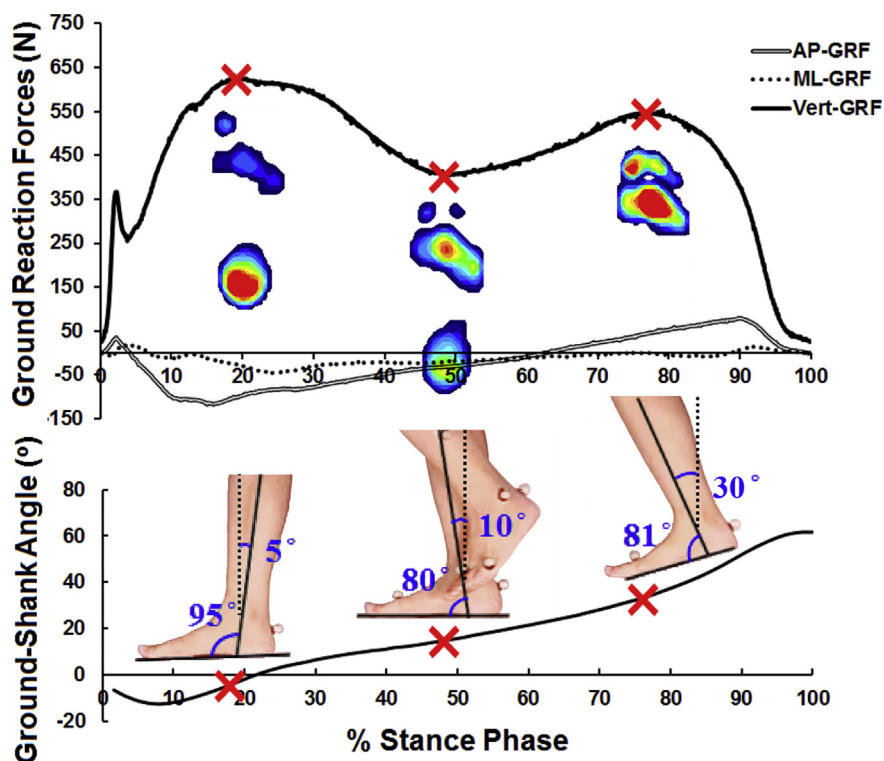 Ground Reaction Forces (N)
750
650
550
450
350
250
150
50
-50
-150
AP-GRF
ML-GRF
Vert-GRF
0 10 20 30 40 50 60 70 80 90 100
Ground-Shank Angle (º)
80
60
40
20
0
-20
5°
95°
10°
80°
30°
81°
0 10 20 30 40 50 60 70 80 90 100
% Stance Phase